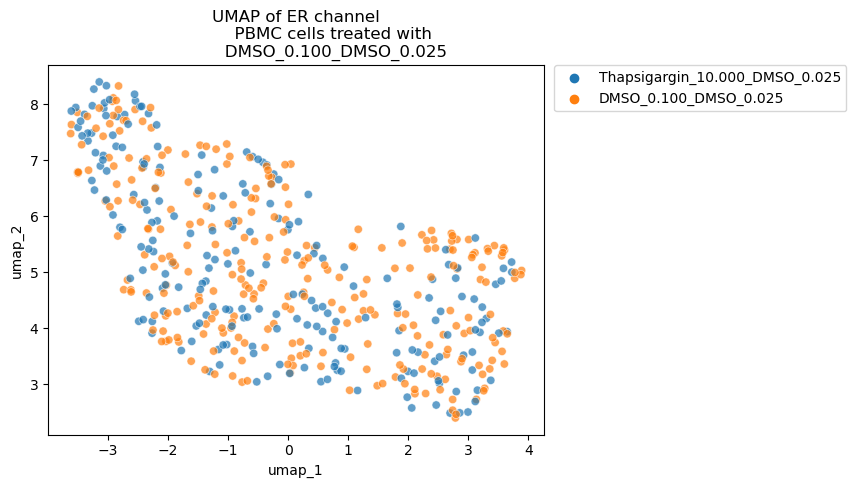 UMAP of ER channel
PBMC cells treated with
DMSO_0.100_DMSO_0.025
Thapsigargin_10.000_DMSO_0.025
DMSO_0.100_DMSO_0.025
umap_2
8
7
6
5
4
3
−3 −2 −1 0 1 2 3 4
umap_1